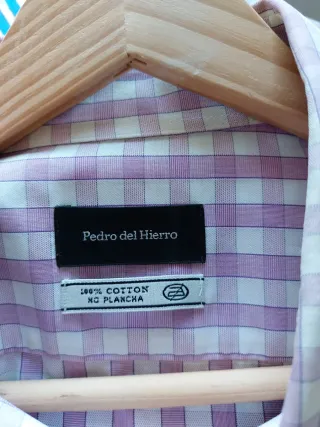 Pedro del Hierro
100% COTTON
NO PLANCHA